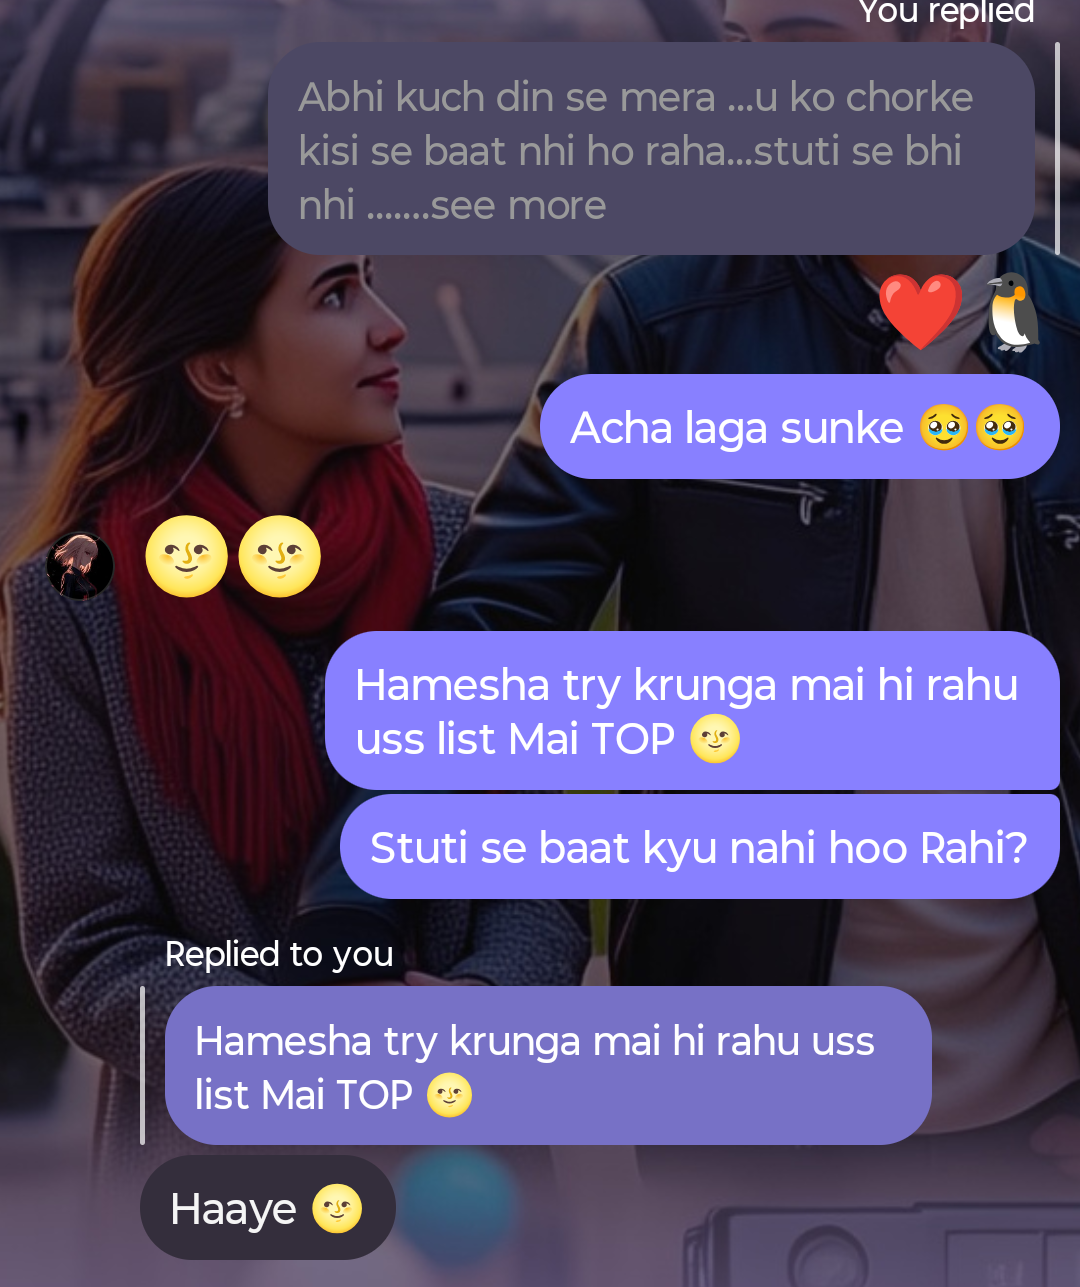 You replied
Abhi kuch din se mera ...u ko chorke
kisi se baat nhi ho raha...stuti se bhi
nhi .......see more
❤️🐧
Acha laga sunke 🥹🥹
🌝🌝
Hamesha try krunga mai hi rahu
uss list Mai TOP 🌝
Stuti se baat kyu nahi hoo Rahi?
Replied to you
Hamesha try krunga mai hi rahu uss
list Mai TOP 🌝
Haaye 🌝